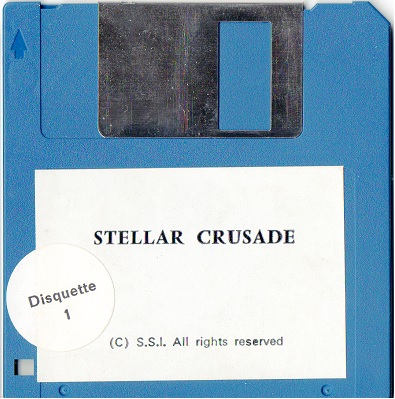 STELLAR CRUSADE
Disquette
1
(C) S.S.I. All rights reserved